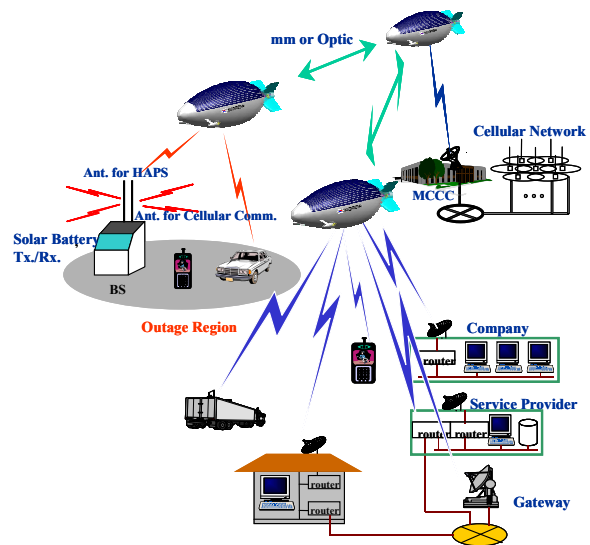 mm or Optic
Cellular Network
Ant. for HAPS
MCCC
Ant. for Cellular Comm.
Solar Battery
Tx./Rx.
BS
Outage Region
Company
router
Service Provider
router
router
router
router
Gateway